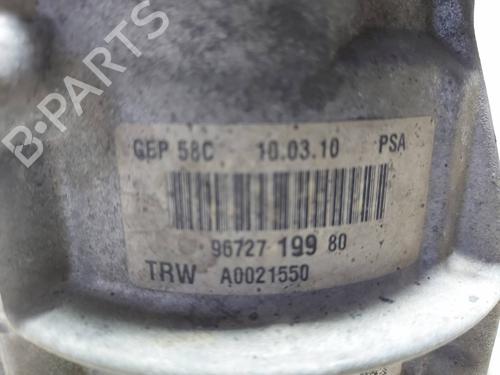 B-PARTS
GEP 58C 10.03.10 PSA
96727 199 80
TRW A0021550